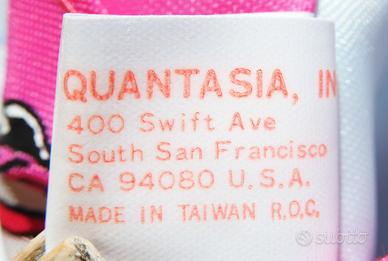 QUANTASIA, IN
400 Swift Ave
South San Francisco
CA 94080 U.S.A.
MADE IN TAIWAN R.O.C.
subito